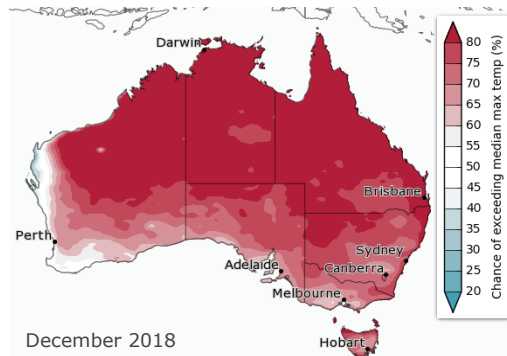 Darwin
Brisbane
Perth
Sydney
Adelaide
Canberra
Melbourne
Hobart
December 2018
80
75
70
65
60
55
50
45
40
35
30
25
20
Chance of exceeding median max temp (%)